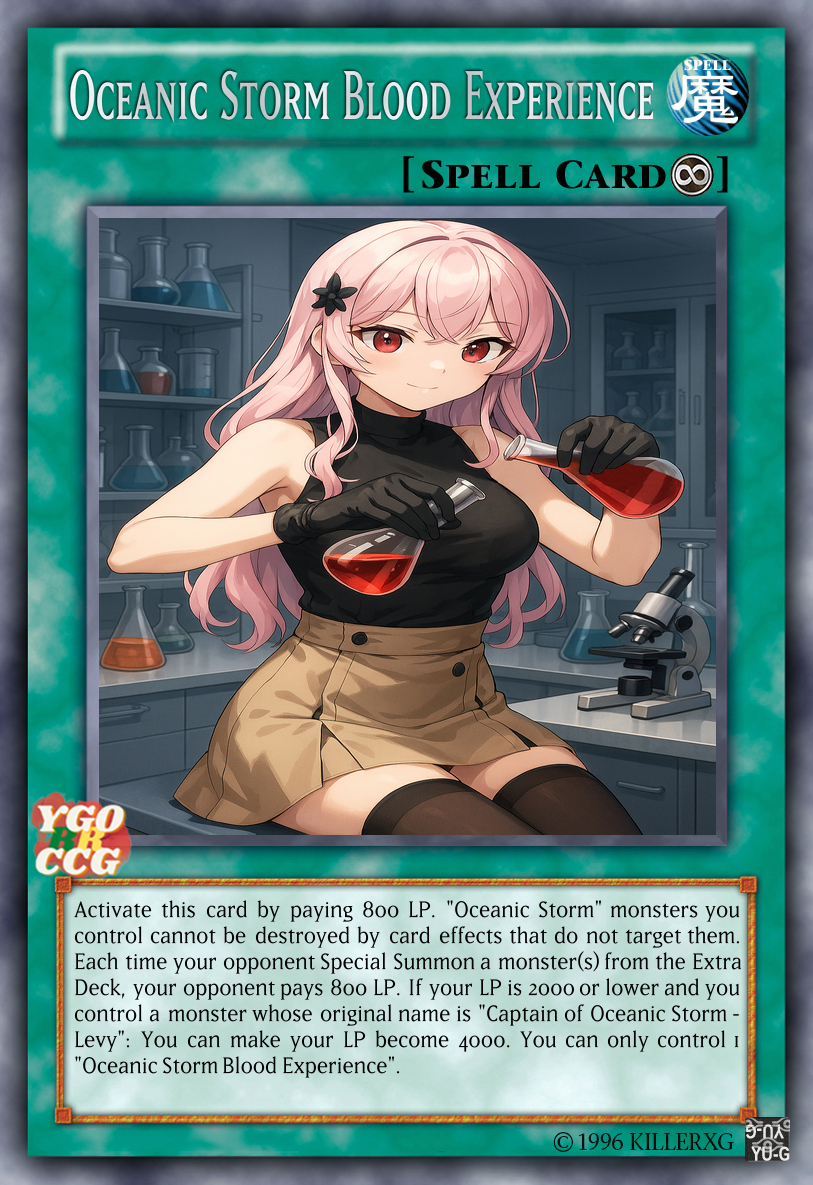 Oceanic Storm Blood Experience
SPELL
魔
[Spell Card∞]
YGO
BR
CCG
Activate this card by paying 800 LP. "Oceanic Storm" monsters you
control cannot be destroyed by card effects that do not target them.
Each time your opponent Special Summon a monster(s) from the Extra
Deck, your opponent pays 800 LP. If your LP is 2000 or lower and you
control a monster whose original name is "Captain of Oceanic Storm -
Levy": You can make your LP become 4000. You can only control 1
"Oceanic Storm Blood Experience".
© 1996 KILLERXG
YU-G